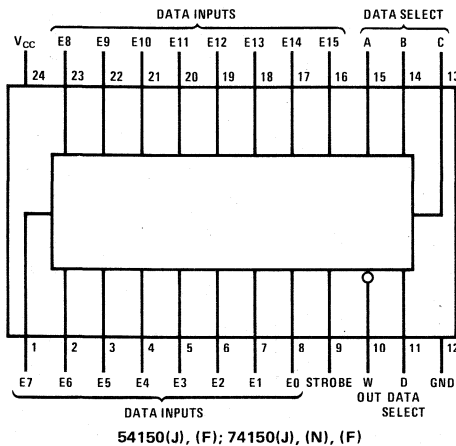 DATA INPUTS DATA SELECT
VCC E8 E9 E10 E11 E12 E13 E14 E15 A B C
24 23 22 21 20 19 18 17 16 15 14 13
1 2 3 4 5 6 7 8 9 10 11 12
E7 E6 E5 E4 E3 E2 E1 E0 STROBE W D GND
OUT DATA
DATA INPUTS SELECT
54150(J), (F); 74150(J), (N), (F)